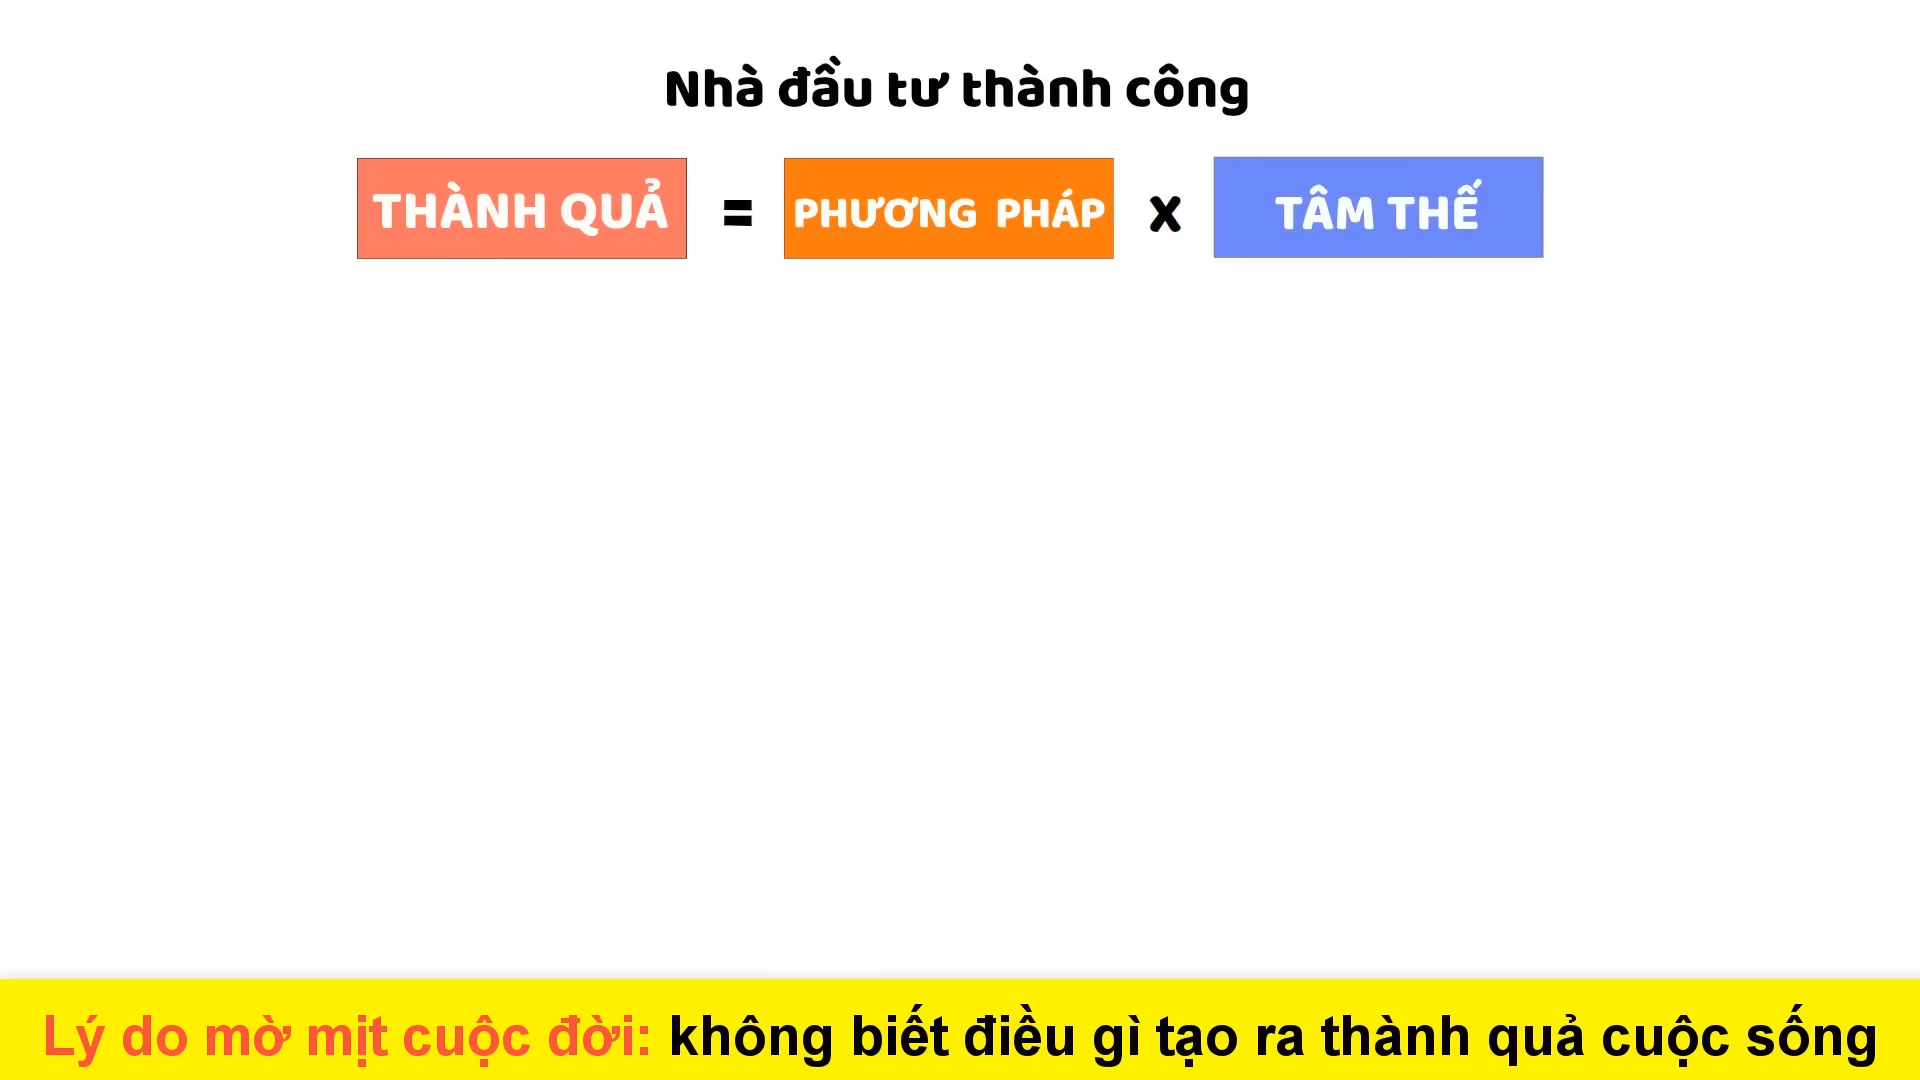 Nhà đầu tư thành công
THÀNH QUẢ = PHƯƠNG PHÁP x TÂM THẾ
Lý do mờ mịt cuộc đời: không biết điều gì tạo ra thành quả cuộc sống